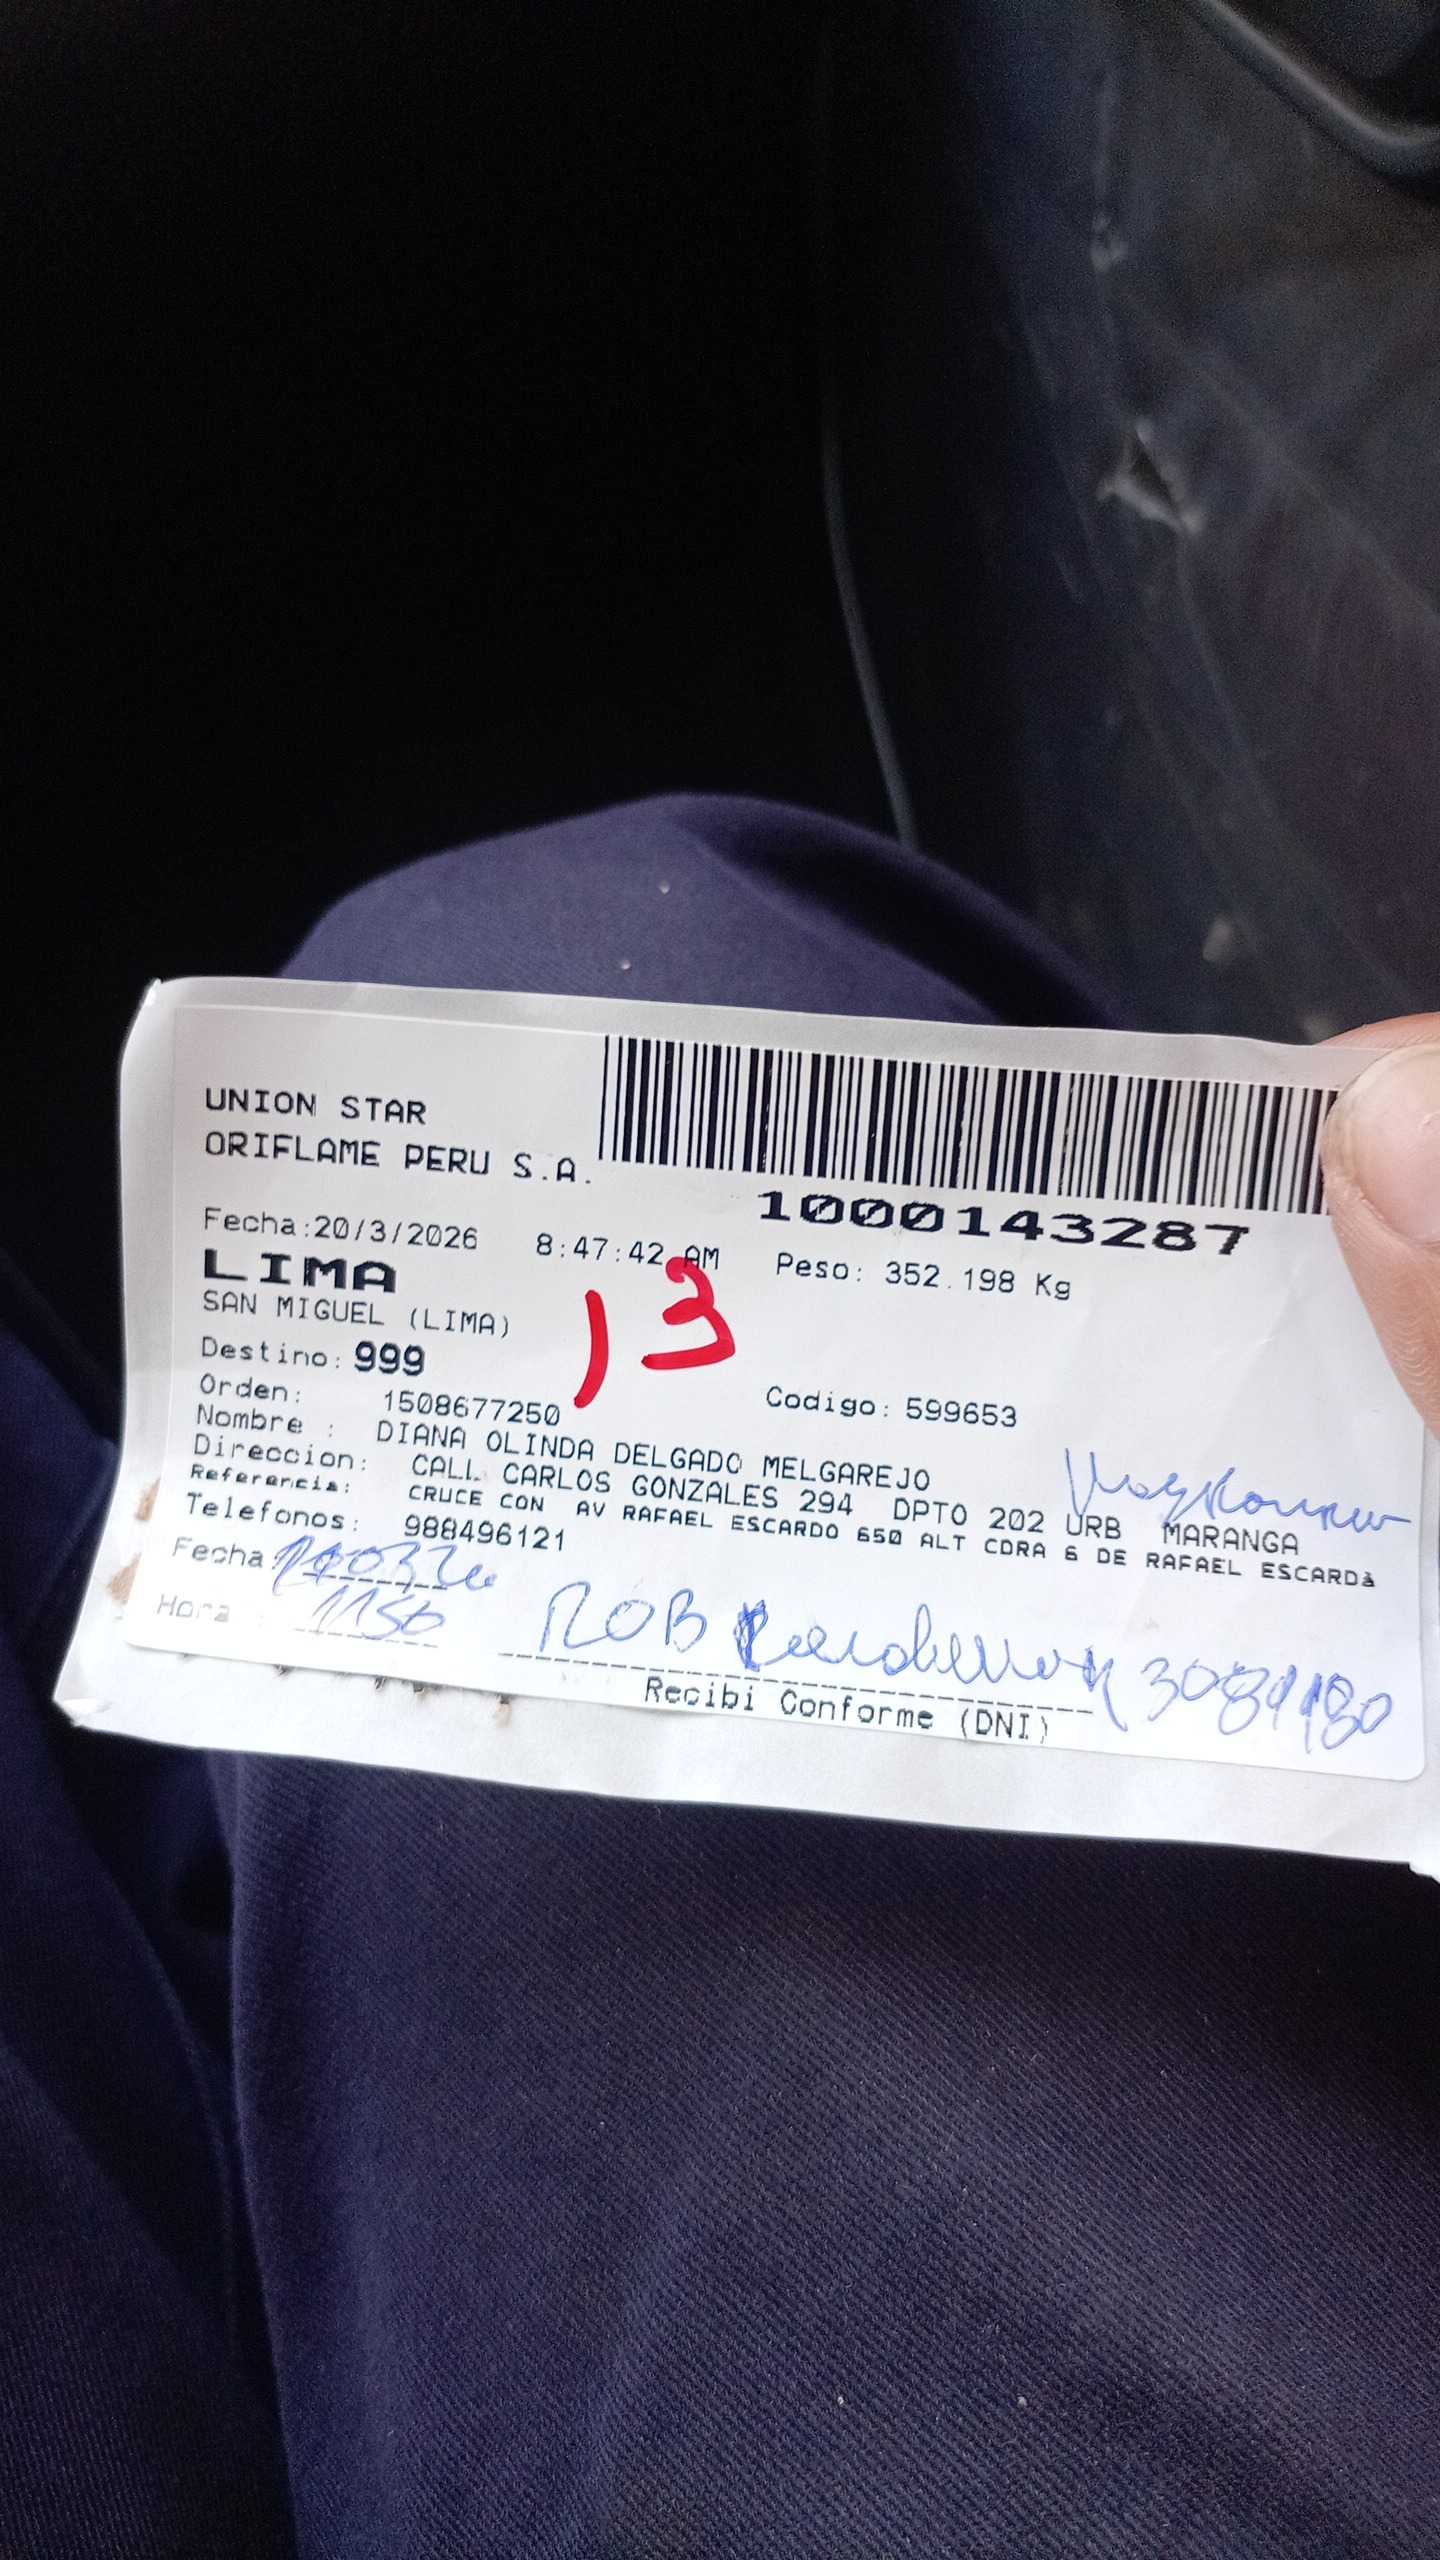 UNION STAR
ORIFLAME PERU S.A.
1000143287
Fecha:20/3/2026 8:47:42 AM Peso: 352.198 Kg
LIMA
13
SAN MIGUEL (LIMA)
Destino: 999
Orden: 1508677250 Codigo: 599653
Nombre : DIANA OLINDA DELGADO MELGAREJO
Direccion: CALL CARLOS GONZALES 294 DPTO 202 URB MARANGA
Referencia: CRUCE CON AV RAFAEL ESCARDO 650 ALT CDRA 6 DE RAFAEL ESCARDà
Telefonos: 988496121
Fecha
Hora 1150
ROB
Recibi Conforme (DNI)